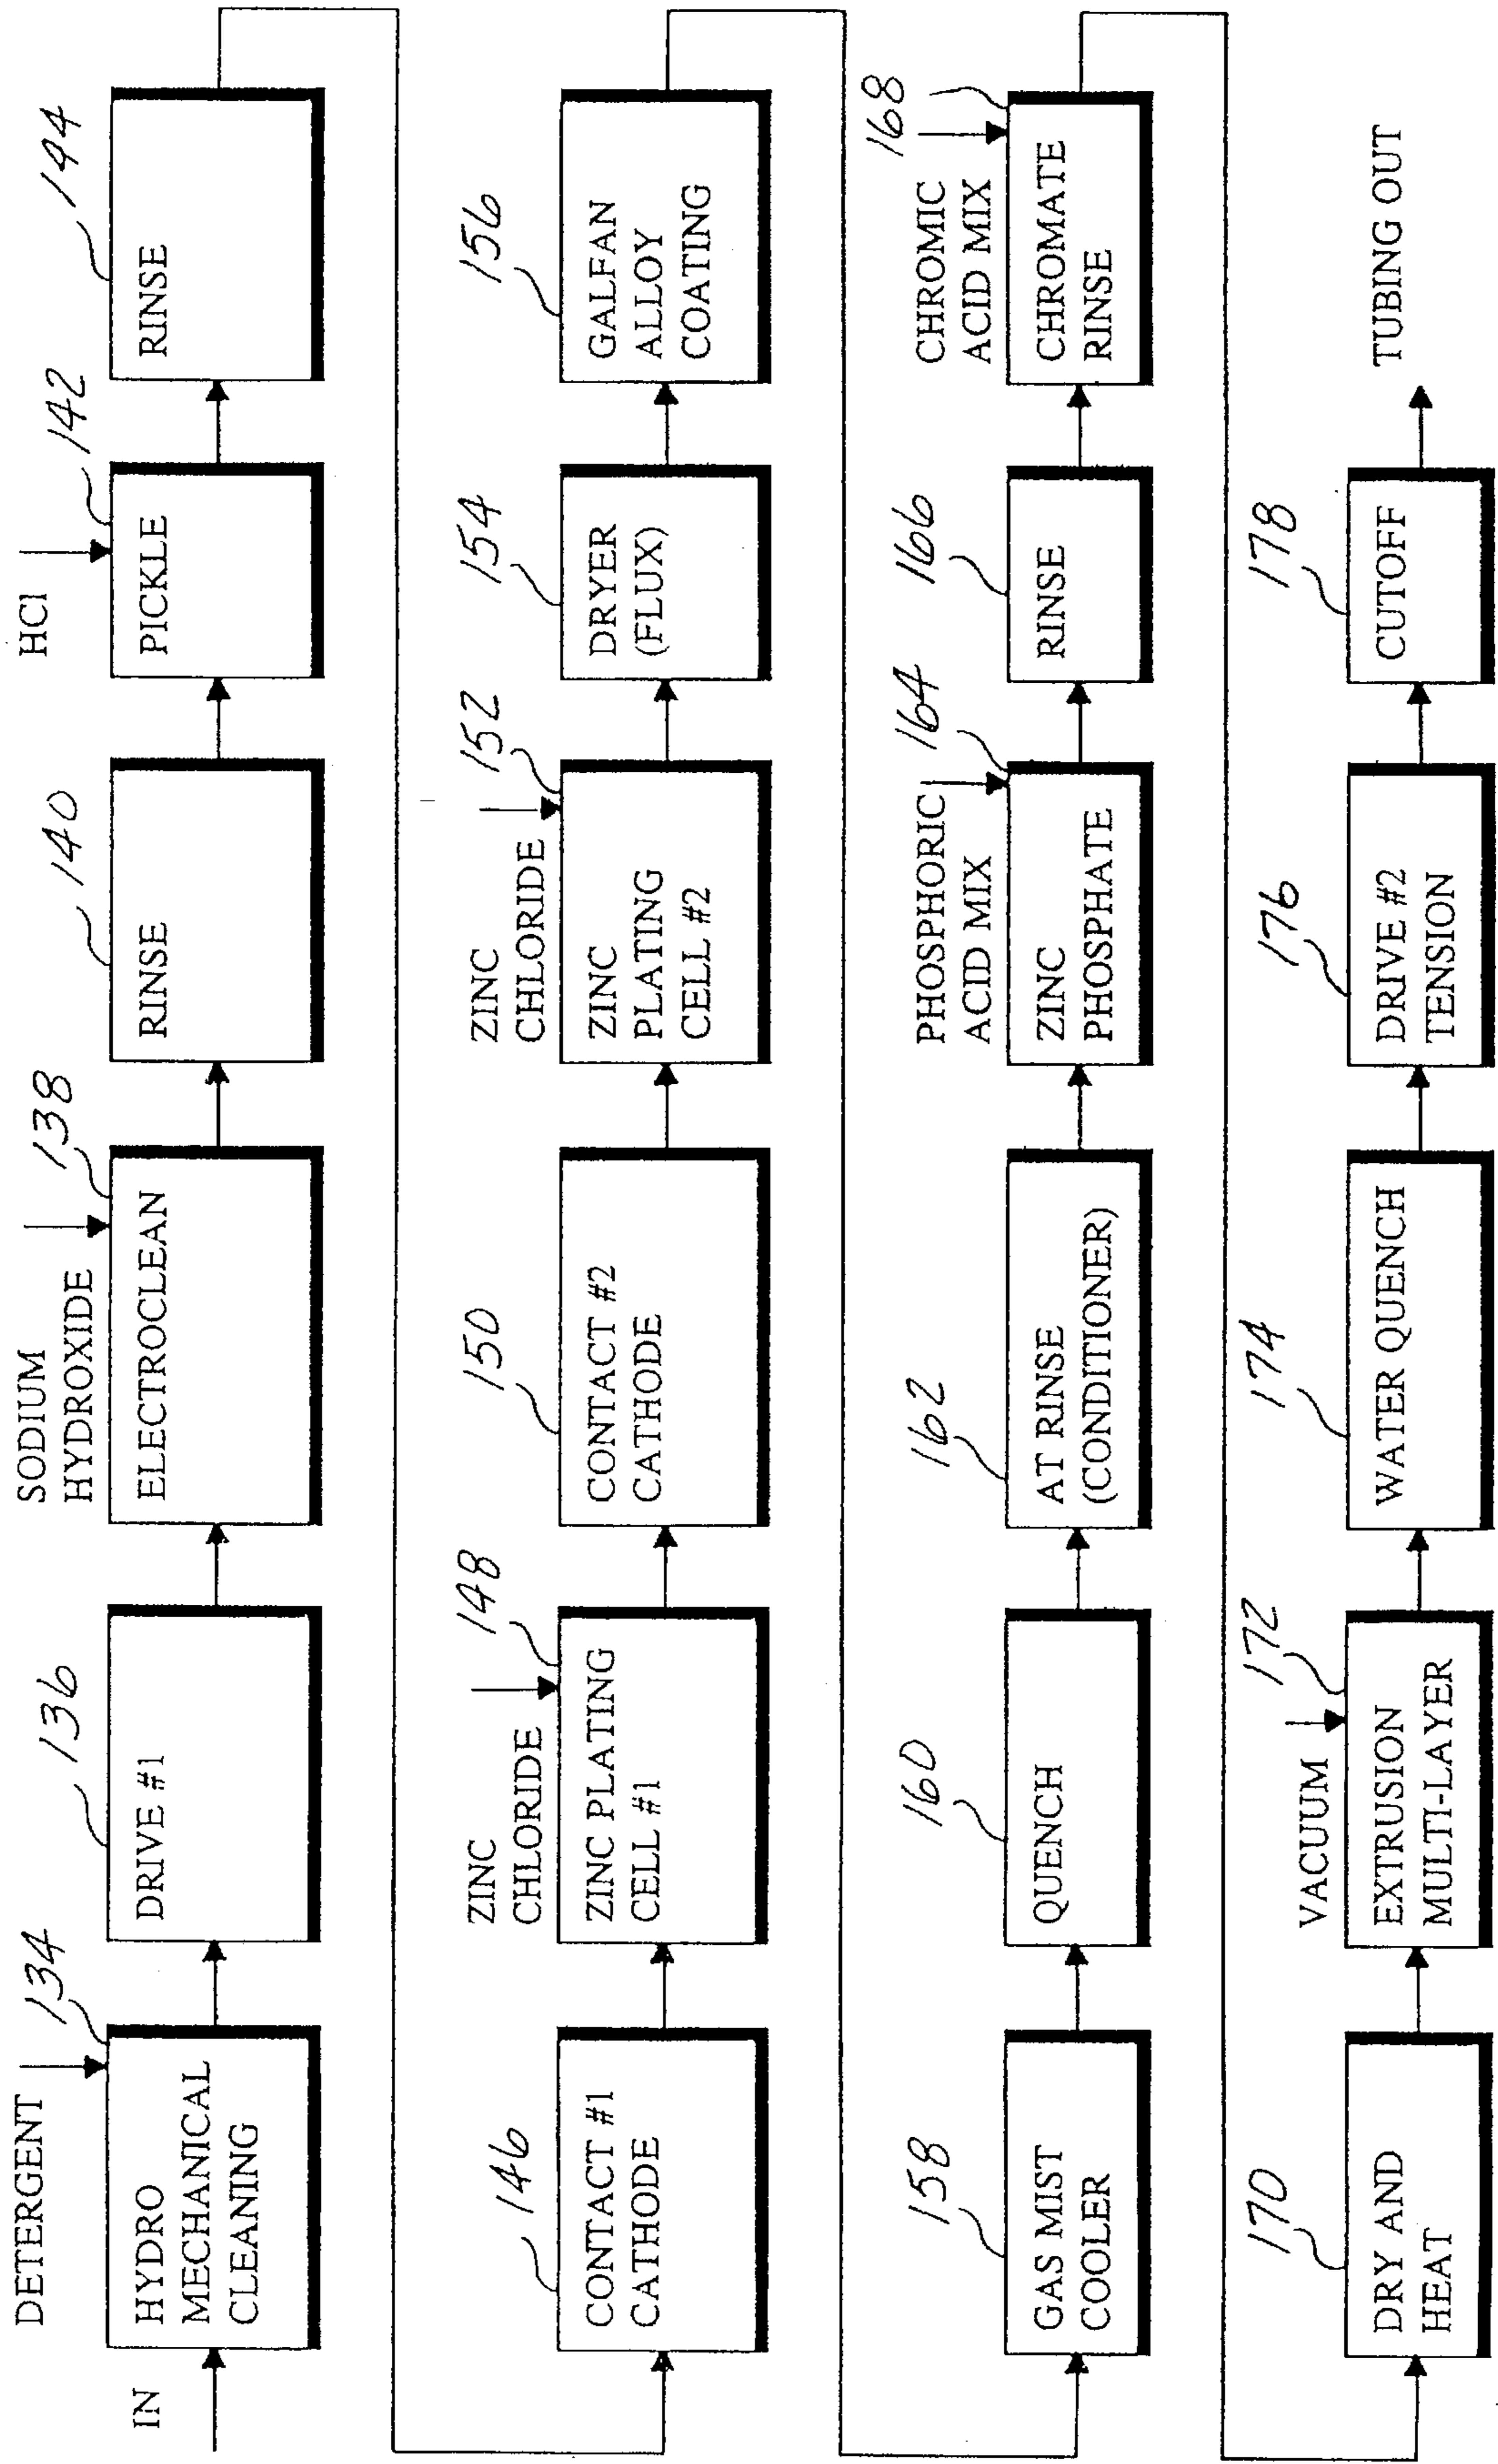 IN
DETERGENT
134
HYDRO
MECHANICAL
CLEANING
136
DRIVE #1
SODIUM
HYDROXIDE
138
ELECTROCLEAN
140
RINSE
HCl
142
PICKLE
144
RINSE
146
CONTACT #1
CATHODE
ZINC
CHLORIDE
148
ZINC PLATING
CELL #1
150
CONTACT #2
CATHODE
ZINC
CHLORIDE
152
ZINC
PLATING
CELL #2
154
DRYER
(FLUX)
156
GALFAN
ALLOY
COATING
158
GAS MIST
COOLER
160
QUENCH
162
AT RINSE
(CONDITIONER)
PHOSPHORIC
ACID MIX
164
ZINC
PHOSPHATE
166
RINSE
CHROMIC
ACID MIX
168
CHROMATE
RINSE
170
DRY AND
HEAT
VACUUM
172
EXTRUSION
MULTI-LAYER
174
WATER QUENCH
176
DRIVE #2
TENSION
178
CUTOFF
TUBING OUT